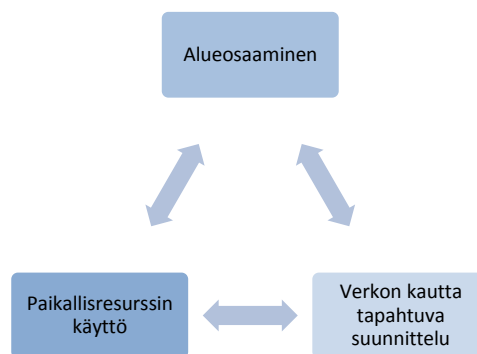 Alueosaaminen
Paikallisresurssin
käyttö
Verkon kautta
tapahtuva
suunnittelu